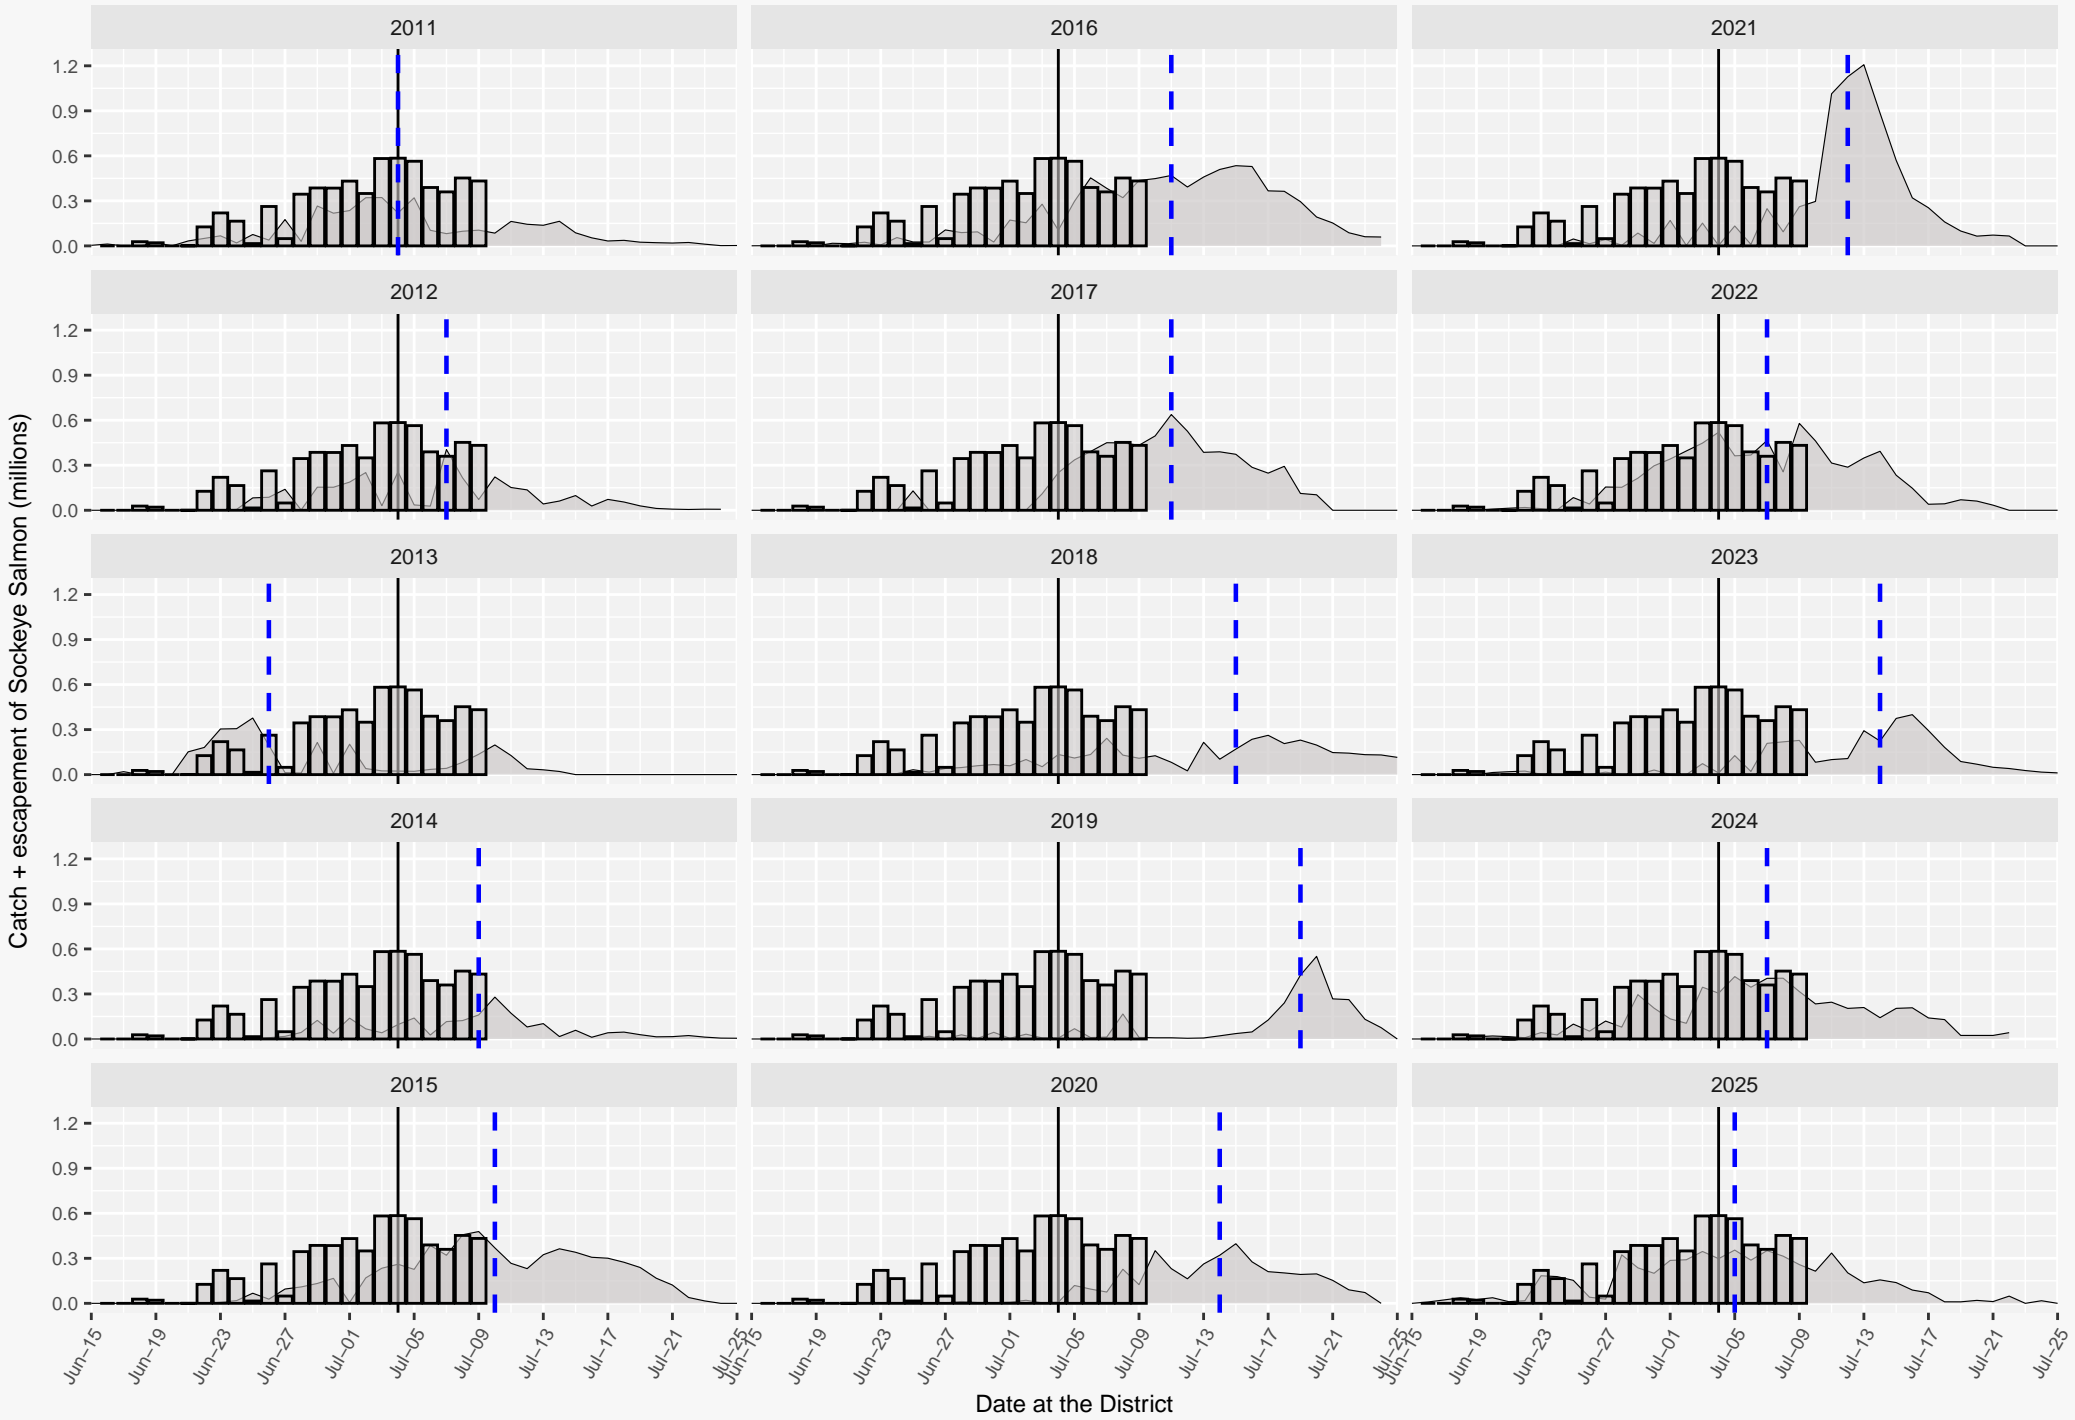 2011 2016 2021
1.2
0.9
0.6
0.3
0.0
2012 2017 2022
1.2
0.9
0.6
0.3
0.0
2013 2018 2023
1.2
0.9
0.6
0.3
0.0
2014 2019 2024
1.2
0.9
0.6
0.3
0.0
2015 2020 2025
1.2
0.9
0.6
0.3
0.0
Catch + escapement of Sockeye Salmon (millions)
Jun−15 Jun−19 Jun−23 Jun−27 Jul−01 Jul−05 Jul−09 Jul−13 Jul−17 Jul−21 Jul−25
Jun−15 Jun−19 Jun−23 Jun−27 Jul−01 Jul−05 Jul−09 Jul−13 Jul−17 Jul−21 Jul−25
Jun−15 Jun−19 Jun−23 Jun−27 Jul−01 Jul−05 Jul−09 Jul−13 Jul−17 Jul−21 Jul−25
Date at the District